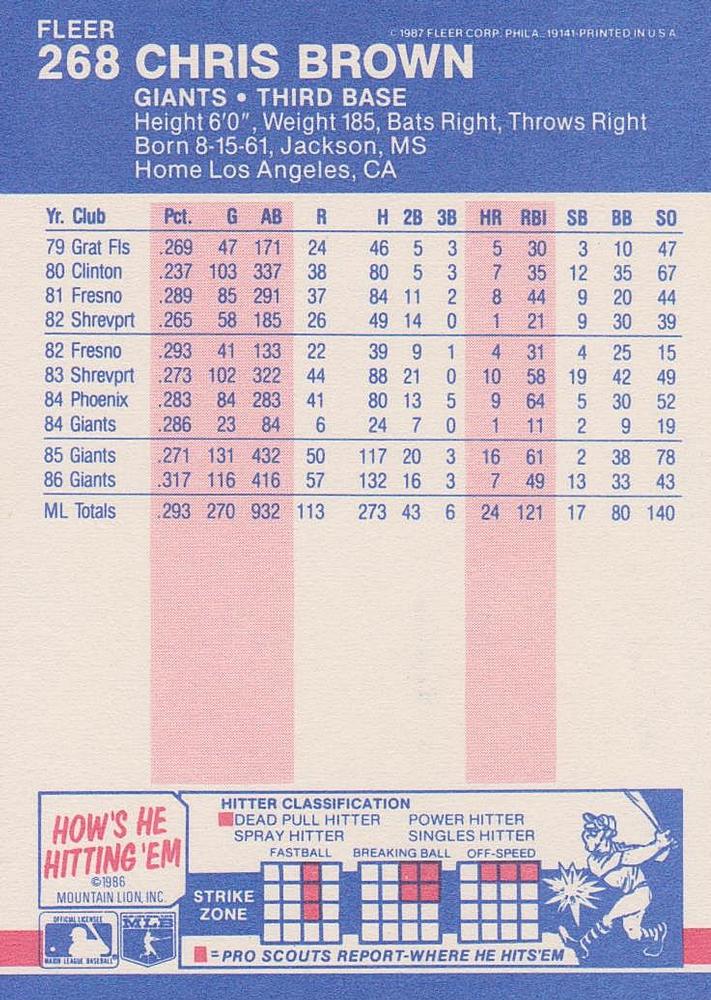 FLEER
© 1987 FLEER CORP. PHILA., 19141-PRINTED IN U S A
268 CHRIS BROWN
GIANTS • THIRD BASE
Height 6'0", Weight 185, Bats Right, Throws Right
Born 8-15-61, Jackson, MS
Home Los Angeles, CA
Yr. Club Pct. G AB R H 2B 3B HR RBI SB BB SO
79 Grat Fls .269 47 171 24 46 5 3 5 30 3 10 47
80 Clinton .237 103 337 38 80 5 3 7 35 12 35 67
81 Fresno .289 85 291 37 84 11 2 8 44 9 20 44
82 Shrevprt .265 58 185 26 49 14 0 1 21 9 30 39
82 Fresno .293 41 133 22 39 9 1 4 31 4 25 15
83 Shrevprt .273 102 322 44 88 21 0 10 58 19 42 49
84 Phoenix .283 84 283 41 80 13 5 9 64 5 30 52
84 Giants .286 23 84 6 24 7 0 1 11 2 9 19
85 Giants .271 131 432 50 117 20 3 16 61 2 38 78
86 Giants .317 116 416 57 132 16 3 7 49 13 33 43
ML Totals .293 270 932 113 273 43 6 24 121 17 80 140
HOW'S HE
HITTING 'EM
©1986
MOUNTAIN LION, INC.
HITTER CLASSIFICATION
DEAD PULL HITTER POWER HITTER
SPRAY HITTER SINGLES HITTER
FASTBALL BREAKING BALL OFF-SPEED
STRIKE
ZONE
= PRO SCOUTS REPORT-WHERE HE HITS'EM
OFFICIAL LICENSEE
MAJOR LEAGUE BASEBALL
MLB